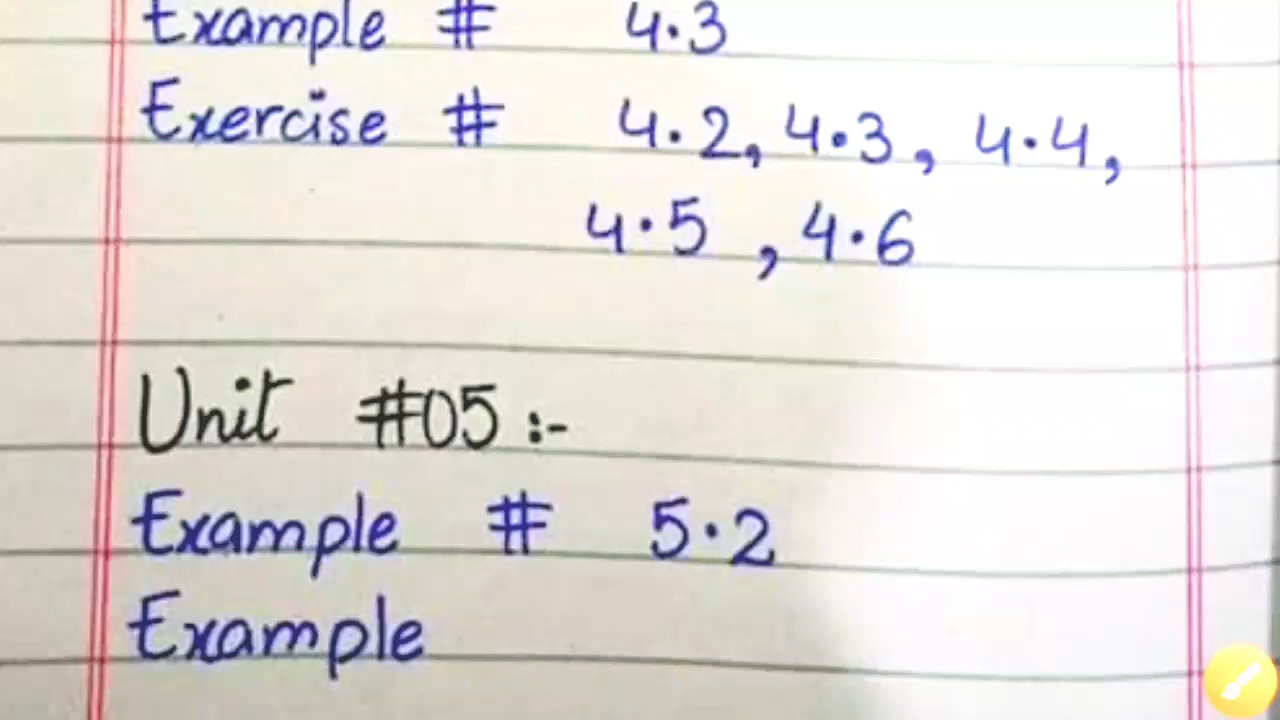 Example # 4.3
Exercise # 4.2, 4.3, 4.4,
4.5, 4.6
Unit #05:-
Example # 5.2
Example